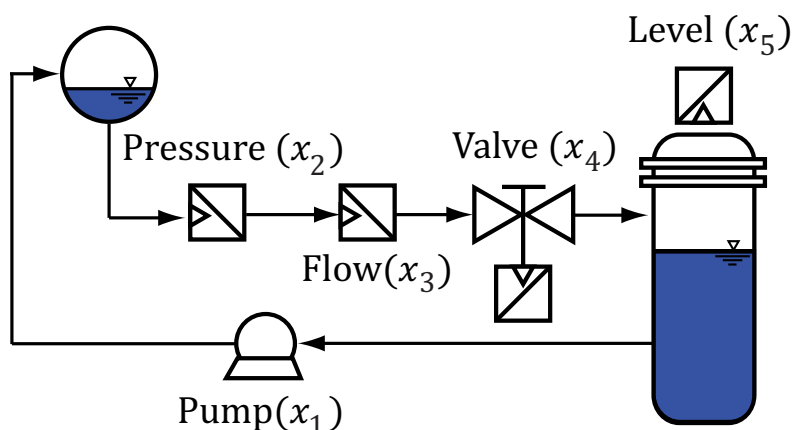 Level (x₅)
Pressure (x₂)
Valve (x₄)
Flow(x₃)
Pump(x₁)